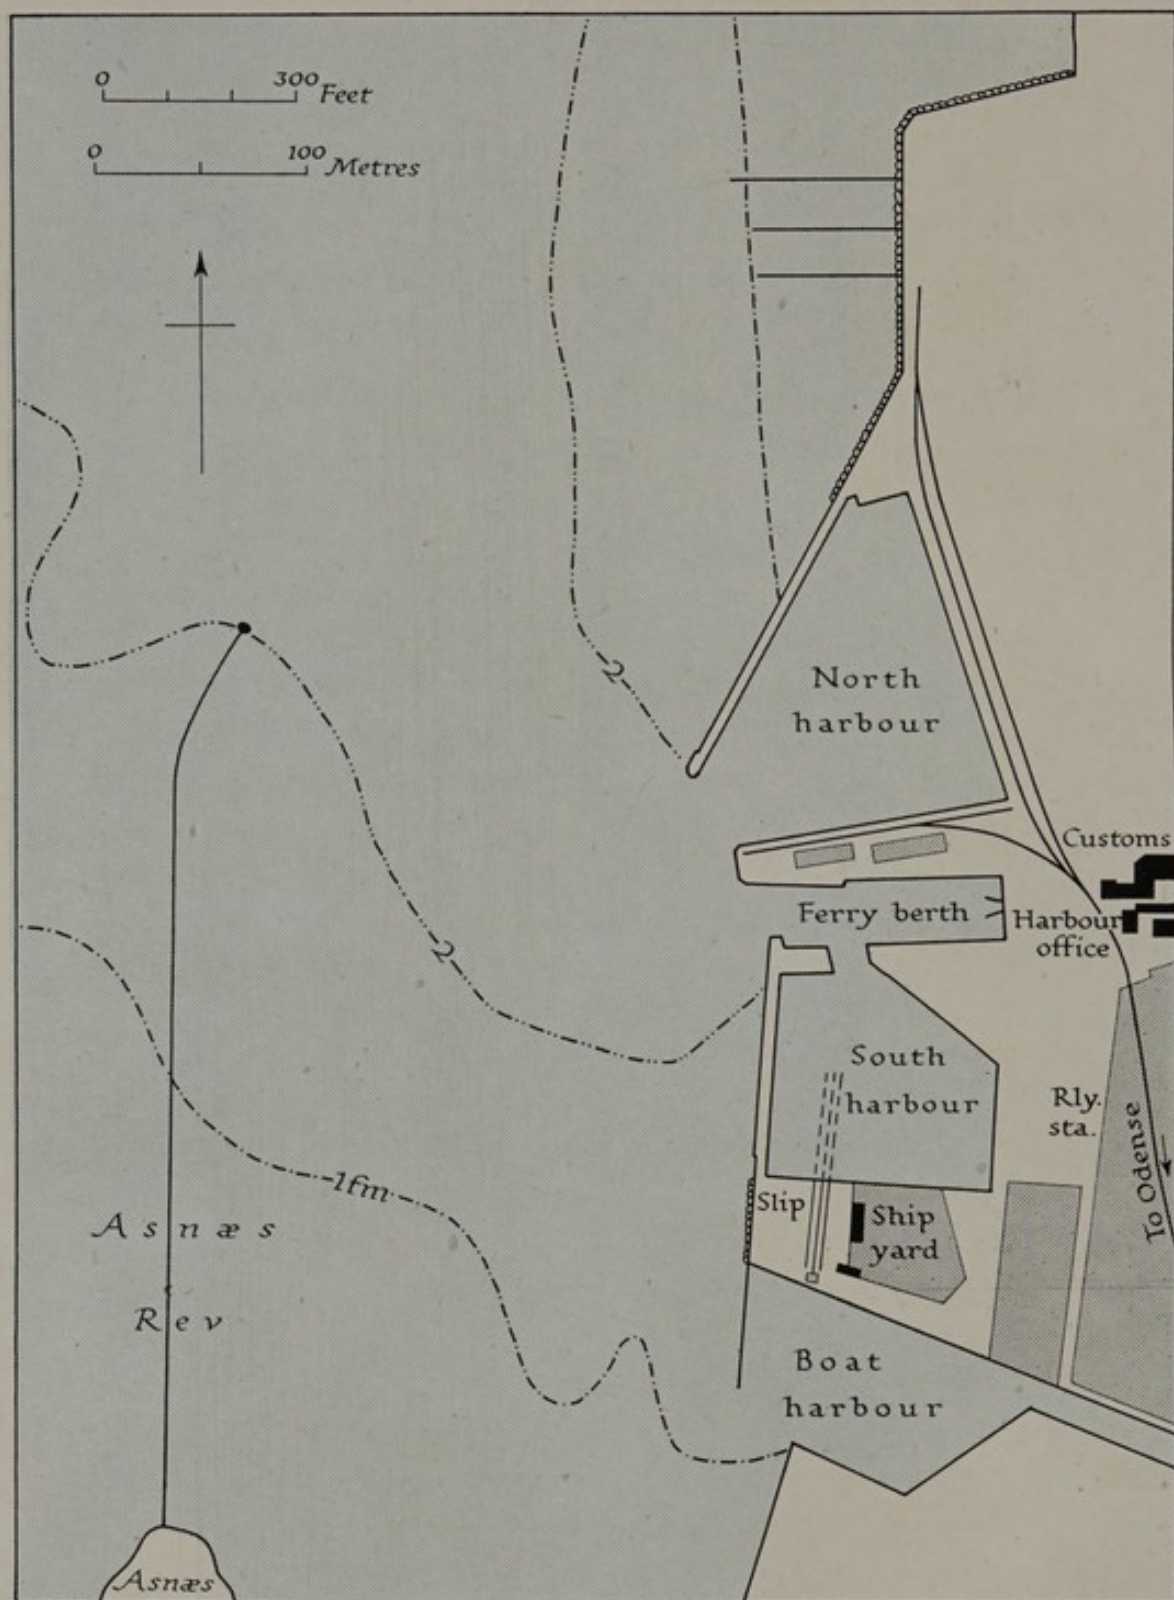 0 300 Feet
0 100 Metres
2
North
harbour
Customs
Ferry berth
Harbour
office
2
South
harbour
Rly.
sta.
To Odense
1fm
Slip
Ship
yard
Asnæs
Rev
Boat
harbour
Asnæs